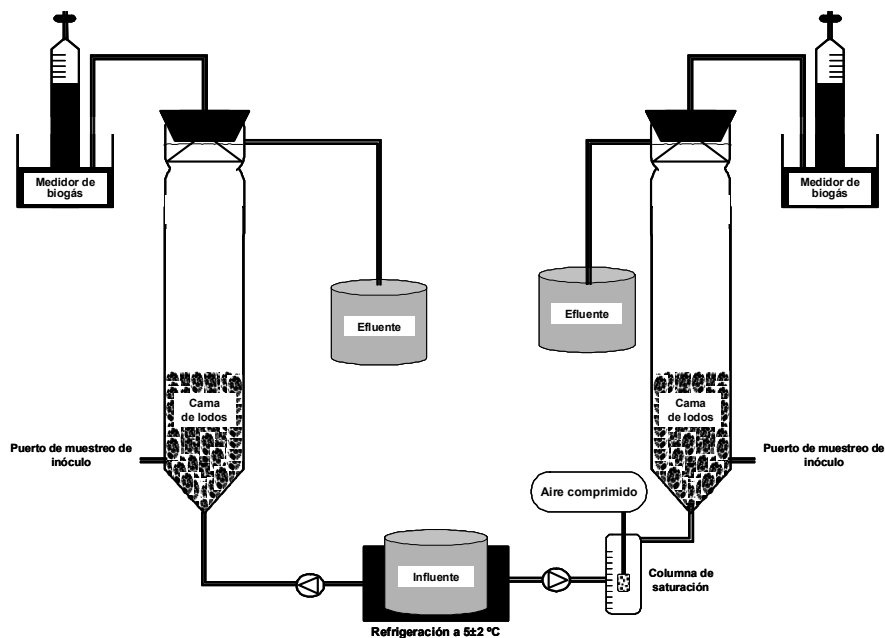 Medidor de
biogás
Medidor de
biogás
Efluente
Efluente
Cama
de lodos
Cama
de lodos
Puerto de muestreo de
inóculo
Puerto de muestreo de
inóculo
Aire comprimido
Influente
Columna de
saturación
Refrigeración a 5±2 ºC